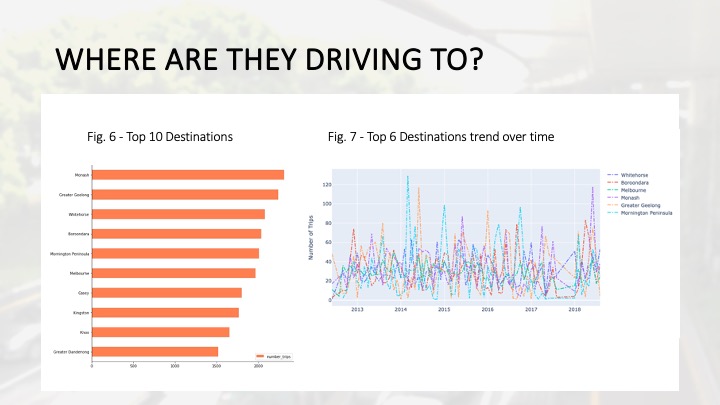 WHERE ARE THEY DRIVING TO?
Fig. 6 - Top 10 Destinations
Monash
Greater Geelong
Whitehorse
Boroondara
Mornington Peninsula
Melbourne
Casey
Kingston
Knox
Greater Dandenong
number_trips
0 500 1000 1500 2000
Fig. 7 - Top 6 Destinations trend over time
Number of Trips
120
100
80
60
40
20
0
2013 2014 2015 2016 2017 2018
Whitehorse
Boroondara
Melbourne
Monash
Greater Geelong
Mornington Peninsula